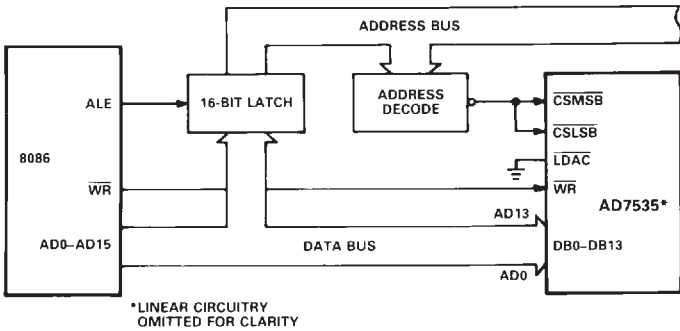 ADDRESS BUS
ALE
16-BIT LATCH
ADDRESS
DECODE
CSMSB
CSLSB
8086
LDAC
WR
WR
AD7535*
AD13
AD0–AD15
DATA BUS
DB0–DB13
AD0
*LINEAR CIRCUITRY
OMITTED FOR CLARITY